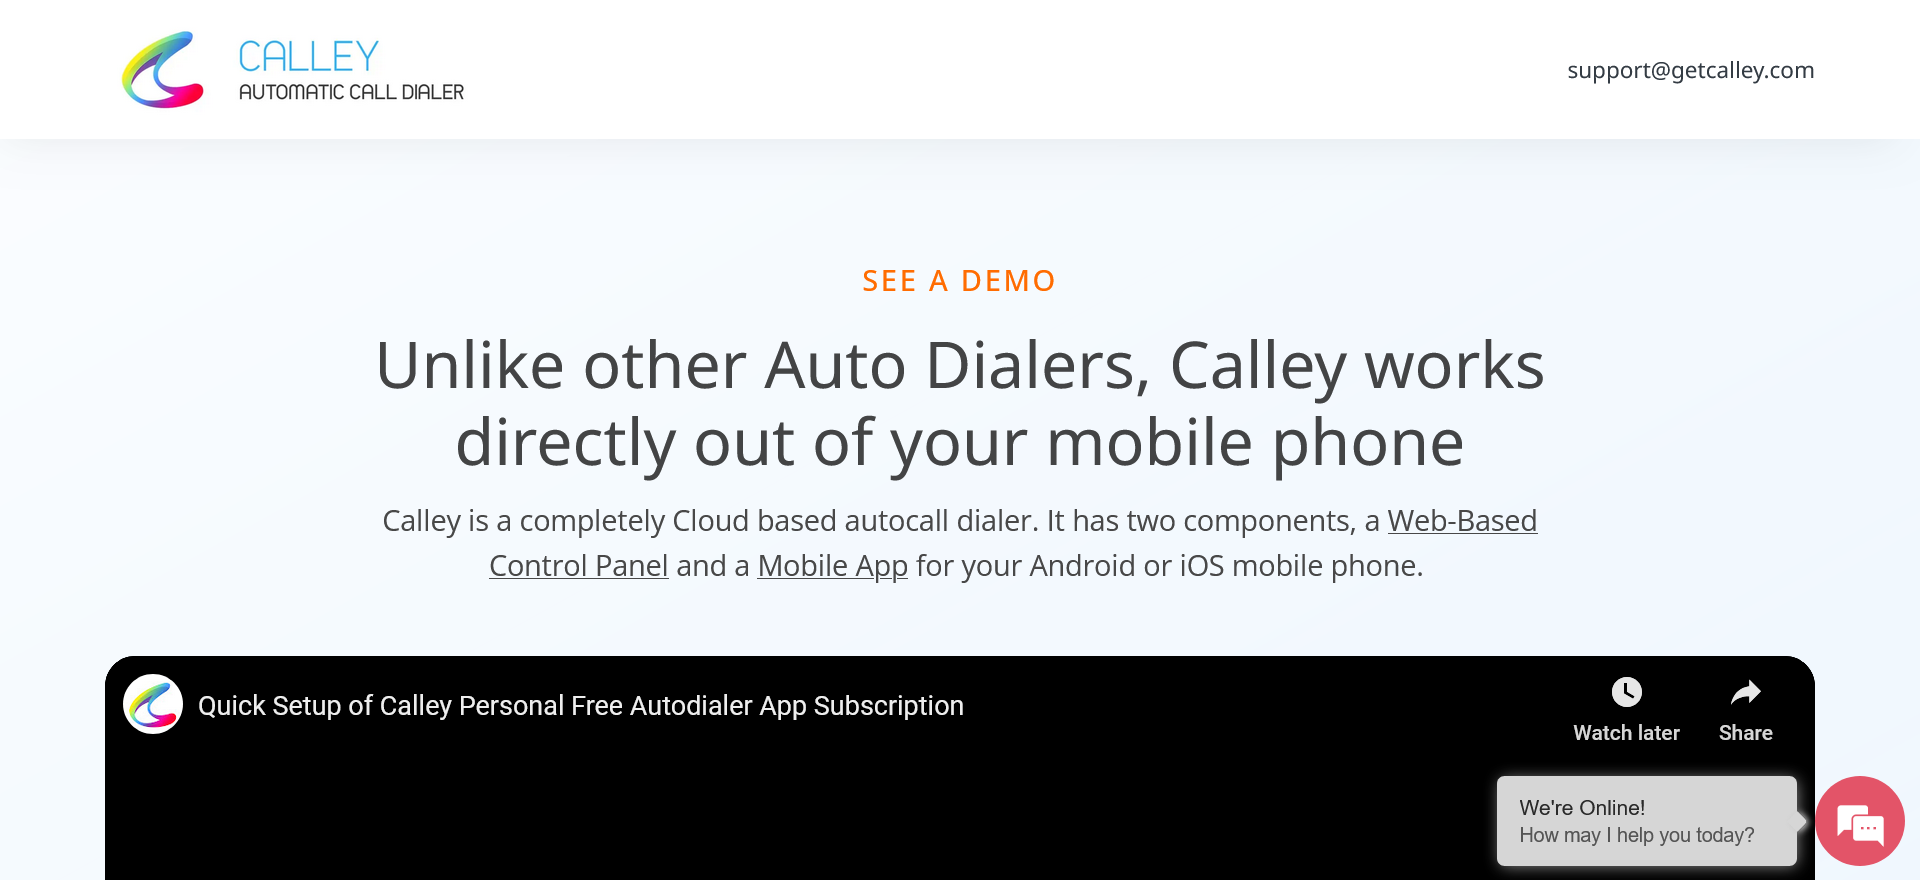 CALLEY
AUTOMATIC CALL DIALER
support@getcalley.com
SEE A DEMO
Unlike other Auto Dialers, Calley works
directly out of your mobile phone
Calley is a completely Cloud based autocall dialer. It has two components, a Web-Based
Control Panel and a Mobile App for your Android or iOS mobile phone.
Quick Setup of Calley Personal Free Autodialer App Subscription
Watch later
Share
We're Online!
How may I help you today?